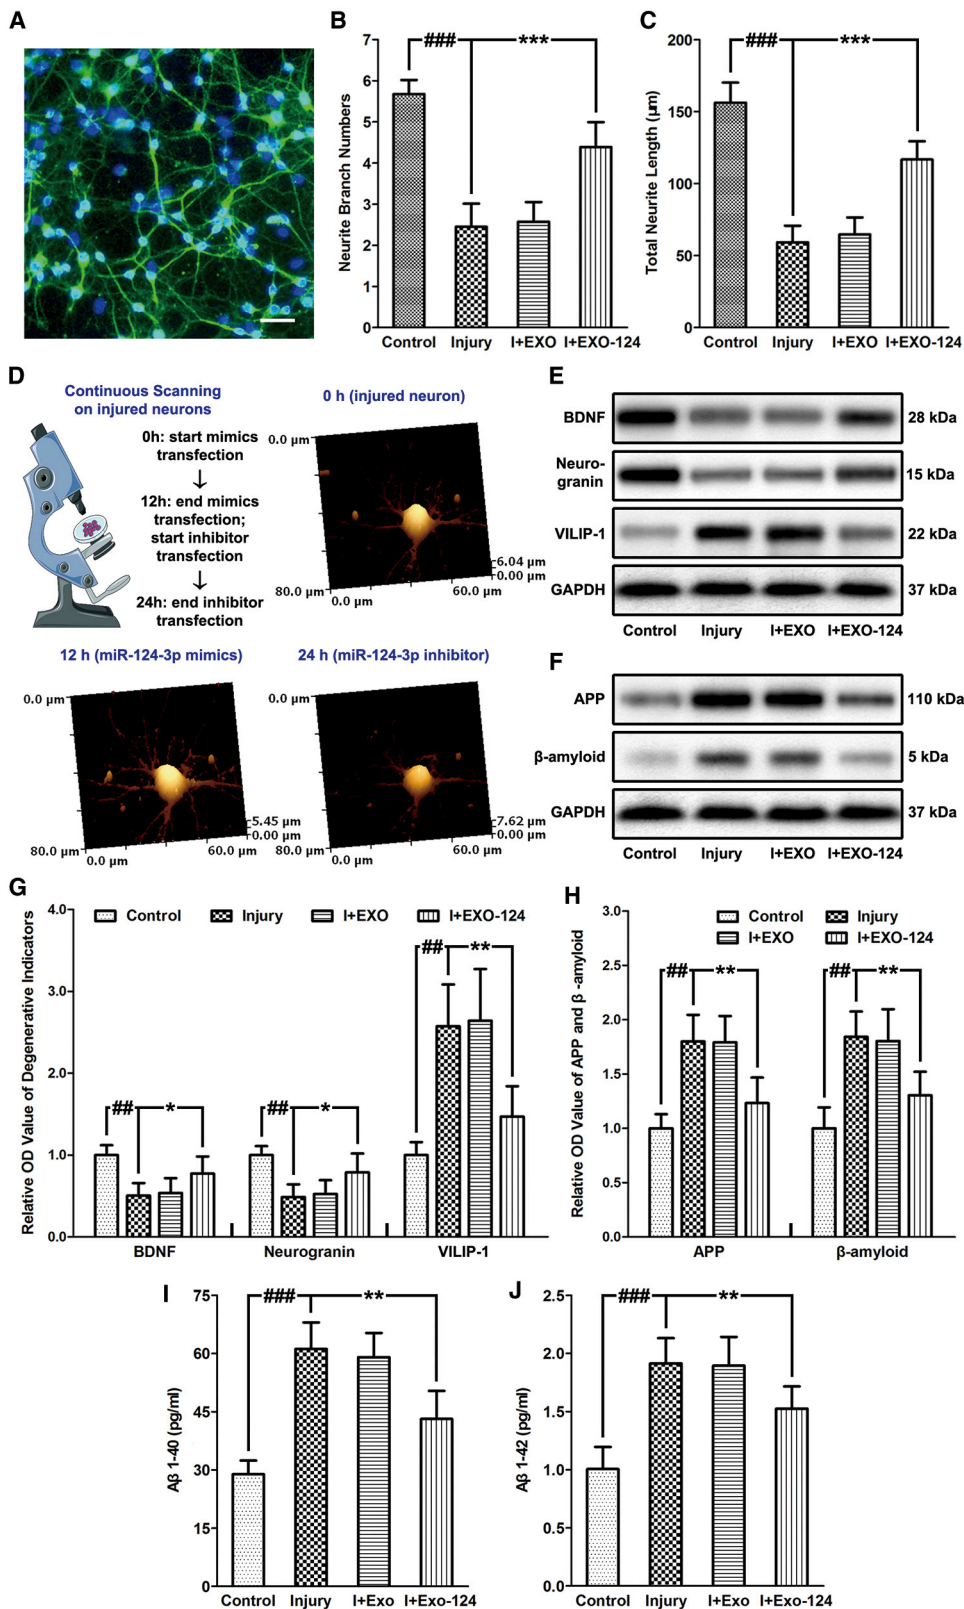 A
B
7
6
5
4
3
2
1
0
Neurite Branch Numbers
###
***
Control Injury I+EXO I+EXO-124
C
200
150
100
50
0
Total Neurite Length (μm)
###
***
Control Injury I+EXO I+EXO-124
D
Continuous Scanning
on injured neurons
0h: start mimics
transfection
12h: end mimics
transfection;
start inhibitor
transfection
24h: end inhibitor
transfection
0 h (injured neuron)
0.0 μm
80.0 μm
0.0 μm
60.0 μm
6.04 μm
0.00 μm
12 h (miR-124-3p mimics)
0.0 μm
80.0 μm
0.0 μm
60.0 μm
5.45 μm
0.00 μm
24 h (miR-124-3p inhibitor)
0.0 μm
80.0 μm
0.0 μm
60.0 μm
7.62 μm
0.00 μm
E
BDNF 28 kDa
Neuro-
granin 15 kDa
VILIP-1 22 kDa
GAPDH 37 kDa
Control Injury I+EXO I+EXO-124
F
APP 110 kDa
β-amyloid 5 kDa
GAPDH 37 kDa
Control Injury I+EXO I+EXO-124
G
Relative OD Value of Degenerative Indicators
4.0
3.0
2.0
1.0
0.0
Control Injury I+EXO I+EXO-124
## *
## *
## **
BDNF Neurogranin VILIP-1
H
Relative OD Value of APP and β -amyloid
3.0
2.5
2.0
1.5
1.0
0.5
0.0
Control Injury
I+EXO I+EXO-124
## **
## **
APP β-amyloid
I
Aβ 1-40 (pg/ml)
75
60
45
30
15
0
### **
Control Injury I+Exo I+Exo-124
J
Aβ 1-42 (pg/ml)
2.5
2.0
1.5
1.0
0.5
0.0
### **
Control Injury I+Exo I+Exo-124